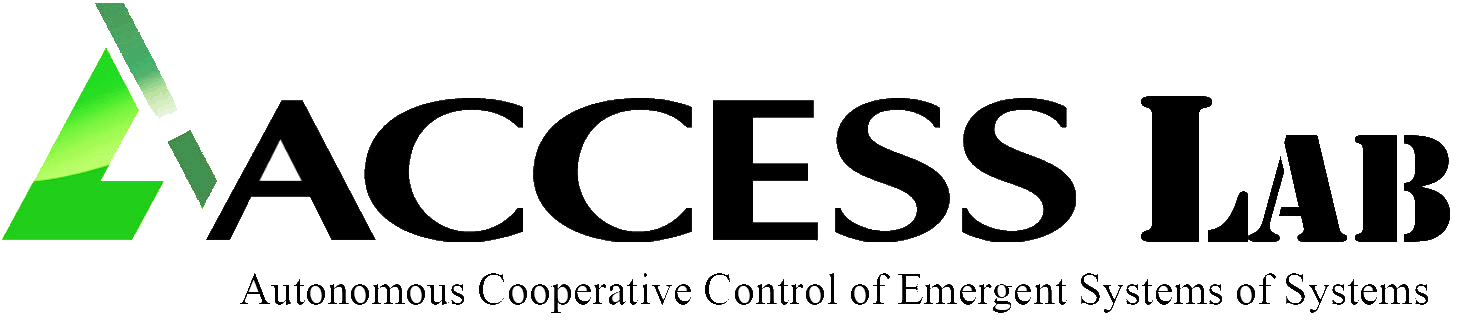 ACCESS LAB
Autonomous Cooperative Control of Emergent Systems of Systems